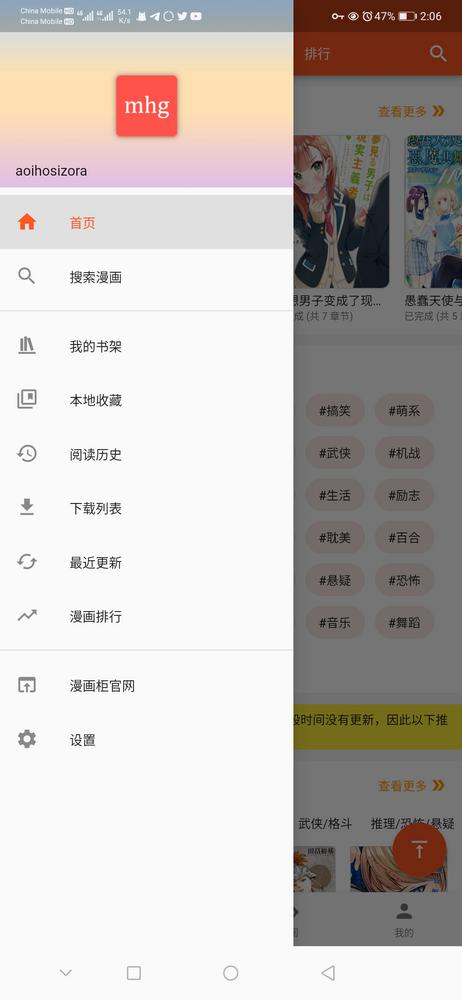 China Mobile HD
China Mobile HD
54.1
K/s
47%
2:06
mhg
aoihosizora
首页
搜索漫画
我的书架
本地收藏
阅读历史
下载列表
最近更新
漫画排行
漫画柜官网
设置
排行
查看更多
夢見る男子は
現実主義者
想男子变成了现...
成 (共 7 章节)
愚蠢天使与
已完成 (共 5
#搞笑
#萌系
#武侠
#机战
#生活
#励志
#耽美
#百合
#悬疑
#恐怖
#音乐
#舞蹈
段时间没有更新，因此以下推
查看更多
武侠/格斗
推理/恐怖/悬疑
我的